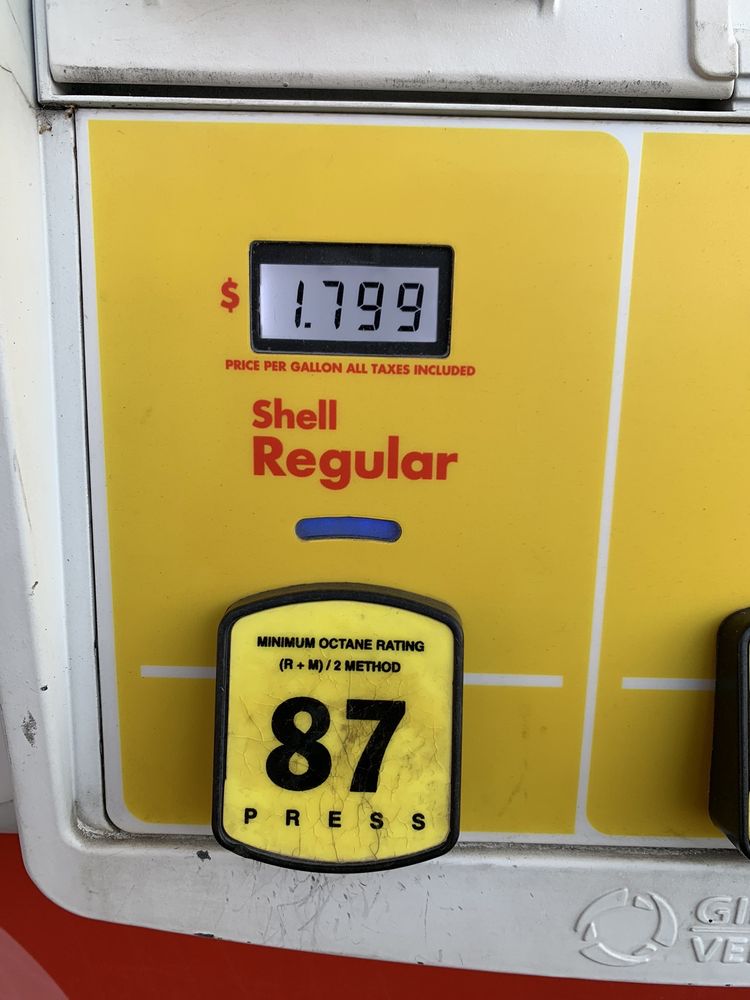 $ 1.799
PRICE PER GALLON ALL TAXES INCLUDED
Shell
Regular
MINIMUM OCTANE RATING
(R + M) / 2 METHOD
87
PRESS